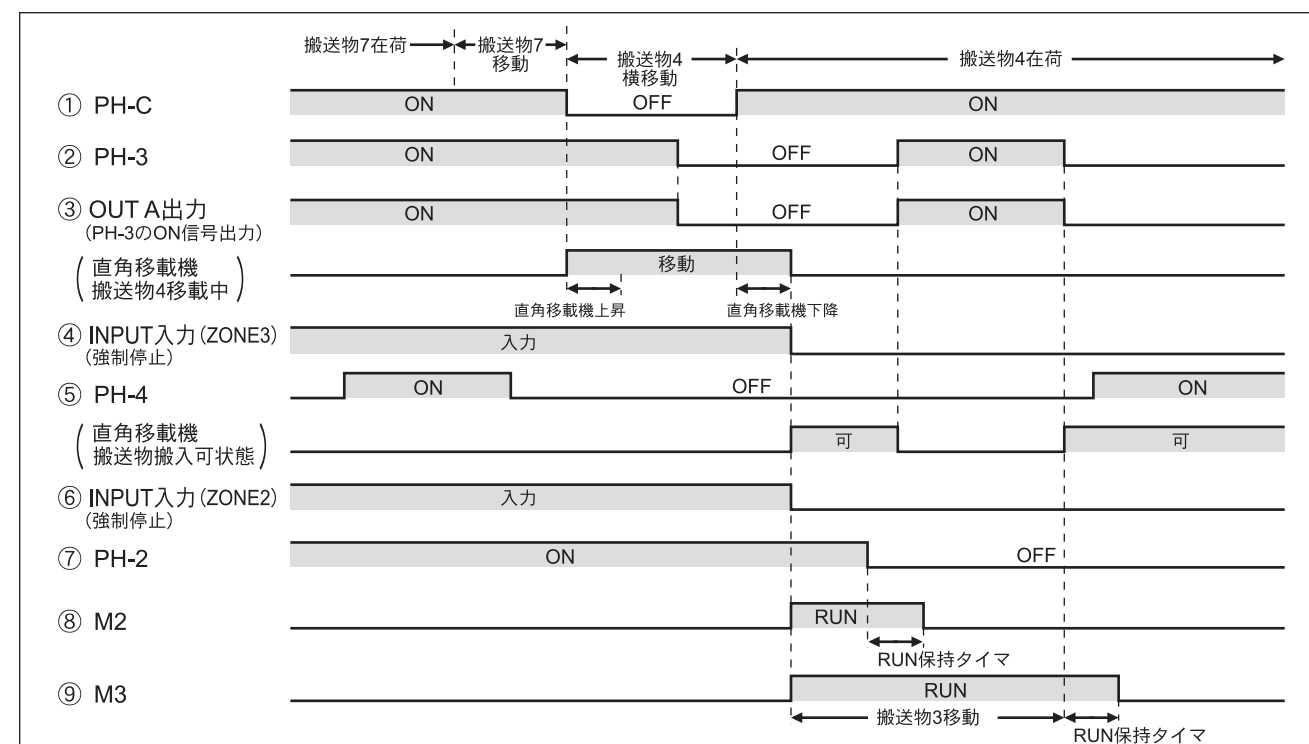 搬送物7在荷
搬送物7
移動
搬送物4
横移動
搬送物4在荷
① PH-C
ON
OFF
ON
② PH-3
ON
OFF
ON
③ OUT A出力
(PH-3のON信号出力)
ON
OFF
ON
直角移載機
搬送物4移載中
移動
直角移載機上昇
直角移載機下降
④ INPUT入力(ZONE3)
(強制停止)
入力
⑤ PH-4
ON
OFF
ON
直角移載機
搬送物搬入可状態
可
可
⑥ INPUT入力(ZONE2)
(強制停止)
入力
⑦ PH-2
ON
OFF
⑧ M2
RUN
RUN保持タイマ
⑨ M3
RUN
搬送物3移動
RUN保持タイマ